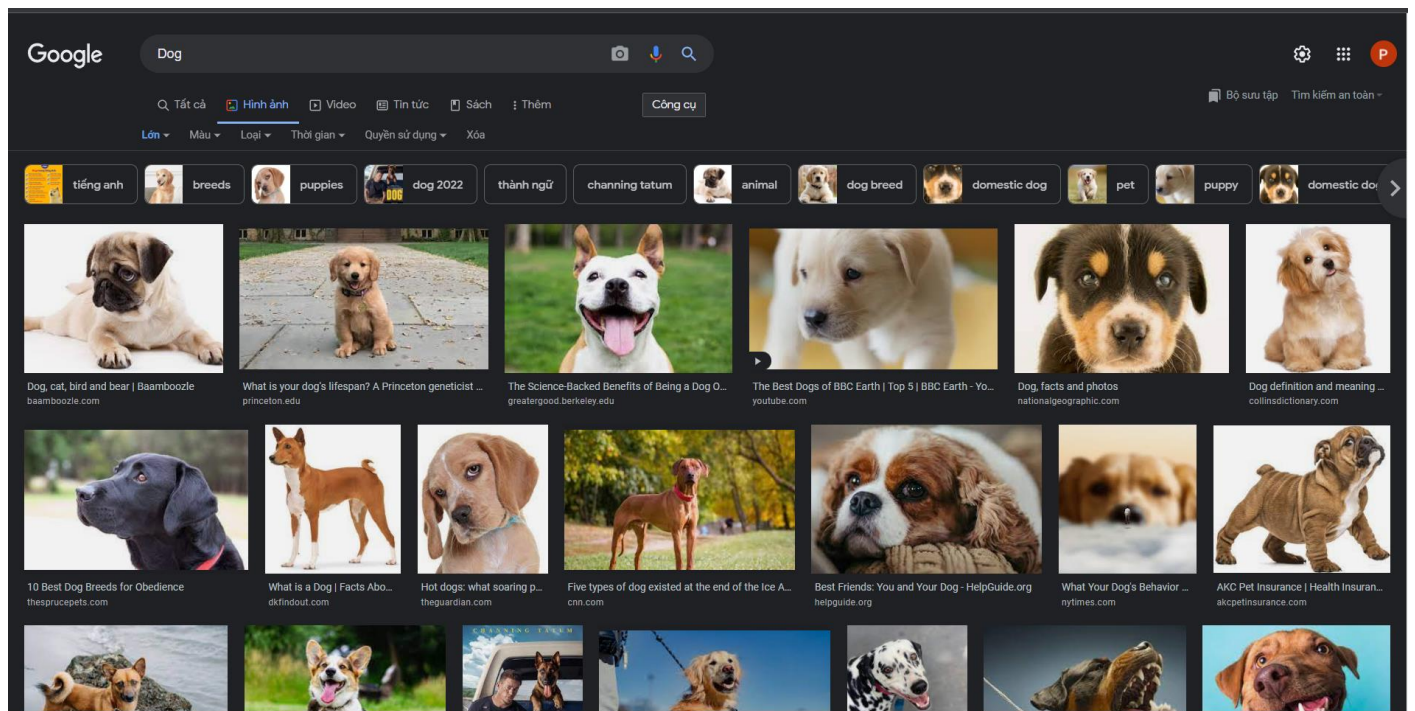 Google
Dog
P
Tất cả Hình ảnh Video Tin tức Sách Thêm Công cụ
Bộ sưu tập Tìm kiếm an toàn
Lớn Màu Loại Thời gian Quyền sử dụng Xóa
tiếng anh breeds puppies dog 2022 thành ngữ channing tatum animal dog breed domestic dog pet puppy domestic do
DOG
Dog, cat, bird and bear | Baamboozle
baamboozle.com
What is your dog's lifespan? A Princeton geneticist ...
princeton.edu
The Science-Backed Benefits of Being a Dog O...
greatergood.berkeley.edu
The Best Dogs of BBC Earth | Top 5 | BBC Earth - Yo...
youtube.com
Dog, facts and photos
nationalgeographic.com
Dog definition and meaning ...
collinsdictionary.com
10 Best Dog Breeds for Obedience
thesprucepets.com
What is a Dog | Facts Abo...
dkfindout.com
Hot dogs: what soaring p...
theguardian.com
Five types of dog existed at the end of the Ice A...
cnn.com
Best Friends: You and Your Dog - HelpGuide.org
helpguide.org
What Your Dog's Behavior ...
nytimes.com
AKC Pet Insurance | Health Insuran...
akcpetinsurance.com
CHANNING TATUM